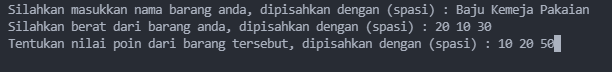 Silahkan masukkan nama barang anda, dipisahkan dengan (spasi) : Baju Kemeja Pakaian
Silahkan berat dari barang anda, dipisahkan dengan (spasi) : 20 10 30
Tentukan nilai poin dari barang tersebut, dipisahkan dengan (spasi) : 10 20 50